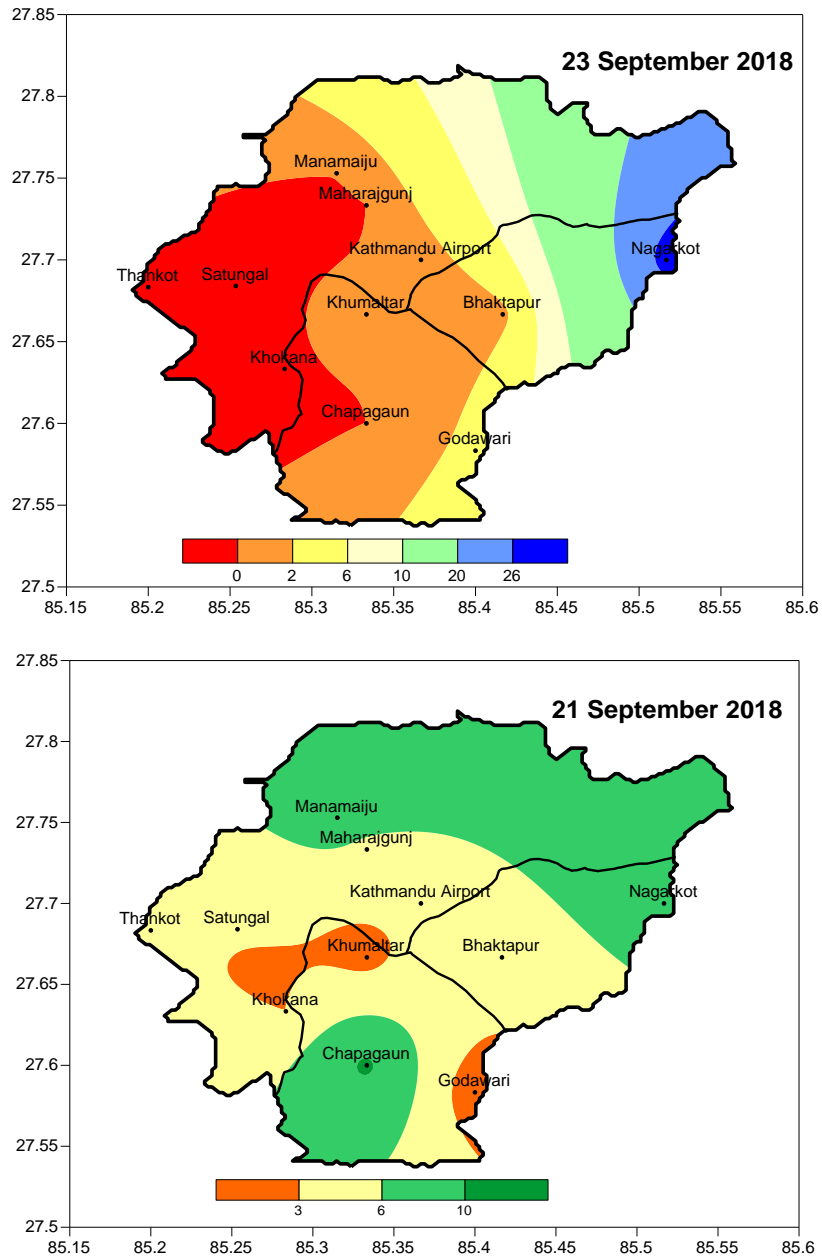 27.85
23 September 2018
27.8
Manamaiju
27.75
Maharajgunj
Kathmandu Airport
Nagarkot
27.7
Thankot
Satungal
Khumaltar
Bhaktapur
27.65
Khokana
Chapagaun
27.6
Godawari
27.55
0 2 6 10 20 26
27.5
85.15 85.2 85.25 85.3 85.35 85.4 85.45 85.5 85.55 85.6
27.85
21 September 2018
27.8
Manamaiju
27.75
Maharajgunj
Kathmandu Airport
Nagarkot
27.7
Thankot
Satungal
Khumaltar
Bhaktapur
27.65
Khokana
Chapagaun
27.6
Godawari
27.55
3 6 10
27.5
85.15 85.2 85.25 85.3 85.35 85.4 85.45 85.5 85.55 85.6